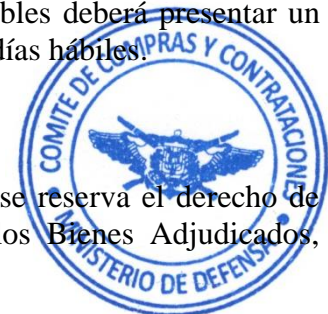 bles deberá presentar un
días hábiles.
COMITE DE COMPRAS Y CONTRATACIONES
se reserva el derecho de
los Bienes Adjudicados,
MINISTERIO DE DEFENSA